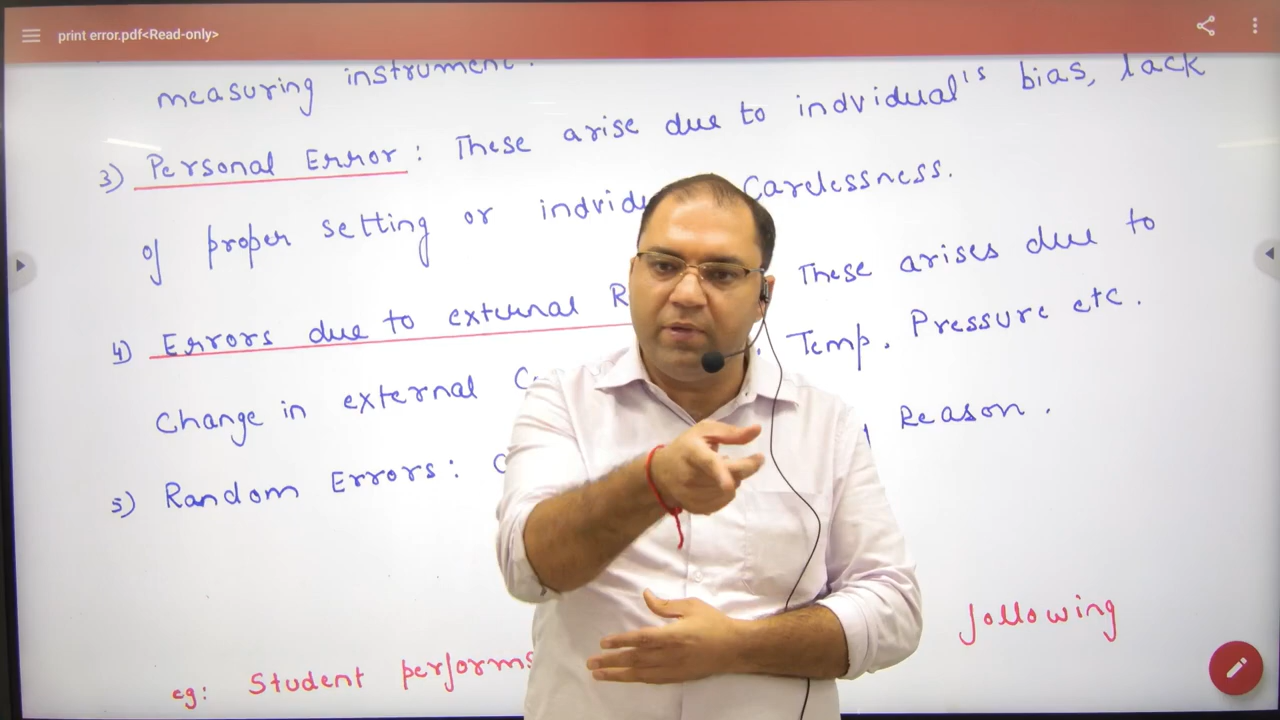 print error.pdf<Read-only>
measuring instrument.
3) Personal Error : These arise due to indvidual's bias, lack
of proper setting or Carelessness.
4) Errors due to external These arises due to
Change in external Temp. Pressure etc.
5) Random Errors: Reason.
eg: Student performs following